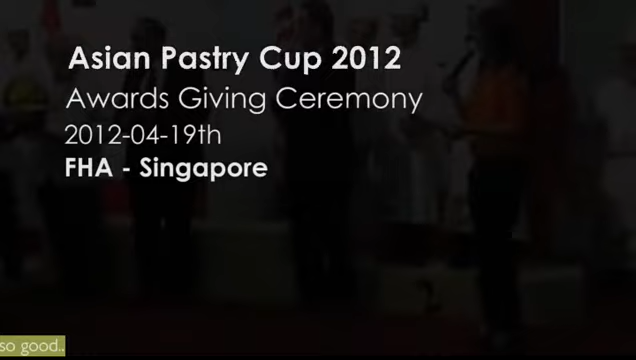 Asian Pastry Cup 2012
Awards Giving Ceremony
2012-04-19th
FHA - Singapore
so good..